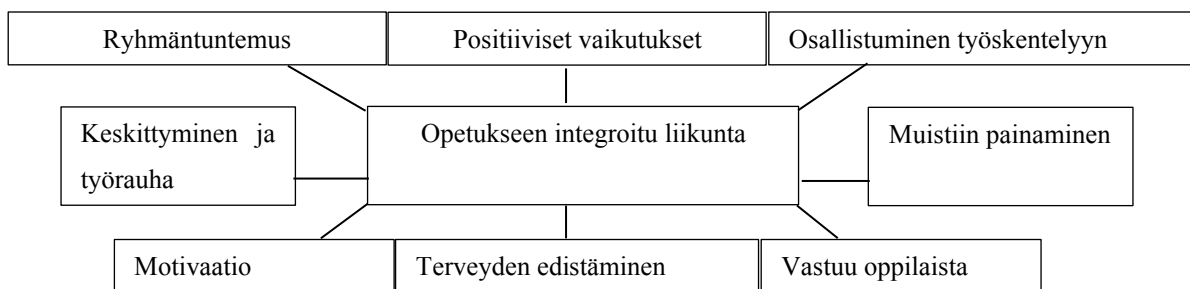 Ryhmäntuntemus
Positiiviset vaikutukset
Osallistuminen työskentelyyn
Keskittyminen ja
työrauha
Opetukseen integroitu liikunta
Muistiin painaminen
Motivaatio
Terveyden edistäminen
Vastuu oppilaista